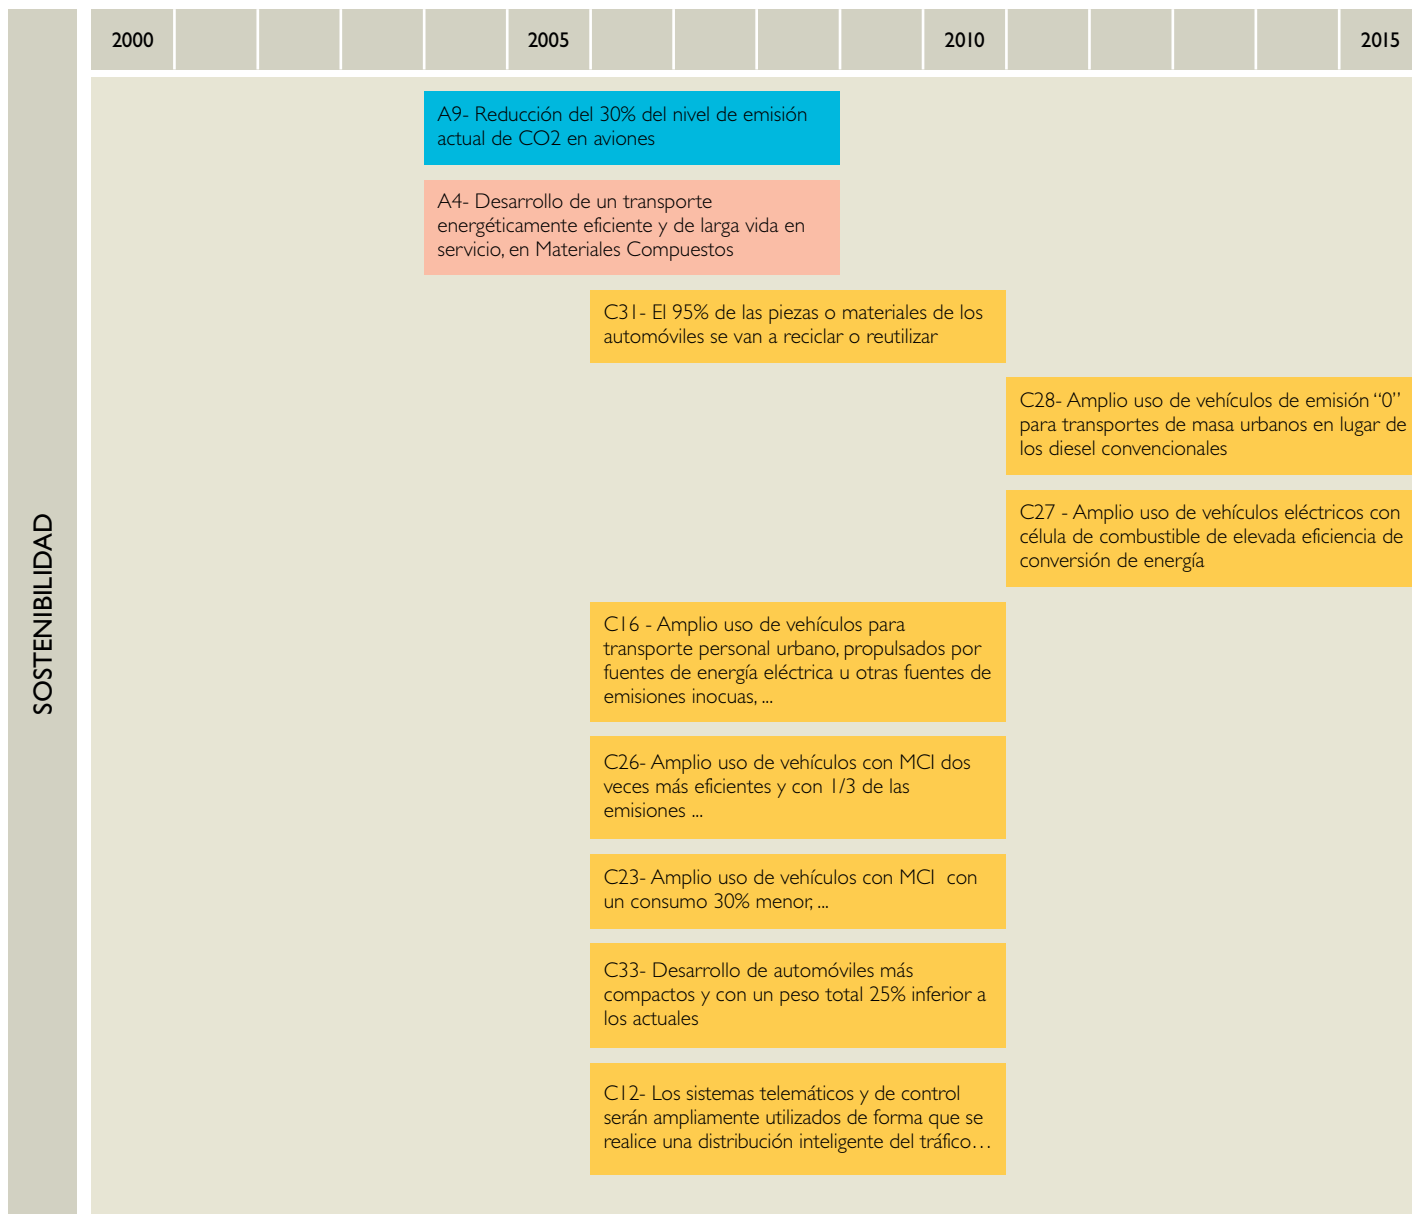 2000 2005 2010 2015
SOSTENIBILIDAD
A9- Reducción del 30% del nivel de emisión
actual de CO2 en aviones
A4- Desarrollo de un transporte
energéticamente eficiente y de larga vida en
servicio, en Materiales Compuestos
C31- El 95% de las piezas o materiales de los
automóviles se van a reciclar o reutilizar
C28- Amplio uso de vehículos de emisión “0”
para transportes de masa urbanos en lugar de
los diesel convencionales
C27 - Amplio uso de vehículos eléctricos con
célula de combustible de elevada eficiencia de
conversión de energía
C16 - Amplio uso de vehículos para
transporte personal urbano, propulsados por
fuentes de energía eléctrica u otras fuentes de
emisiones inocuas, ...
C26- Amplio uso de vehículos con MCI dos
veces más eficientes y con 1/3 de las
emisiones ...
C23- Amplio uso de vehículos con MCI con
un consumo 30% menor, ...
C33- Desarrollo de automóviles más
compactos y con un peso total 25% inferior a
los actuales
C12- Los sistemas telemáticos y de control
serán ampliamente utilizados de forma que se
realice una distribución inteligente del tráfico…